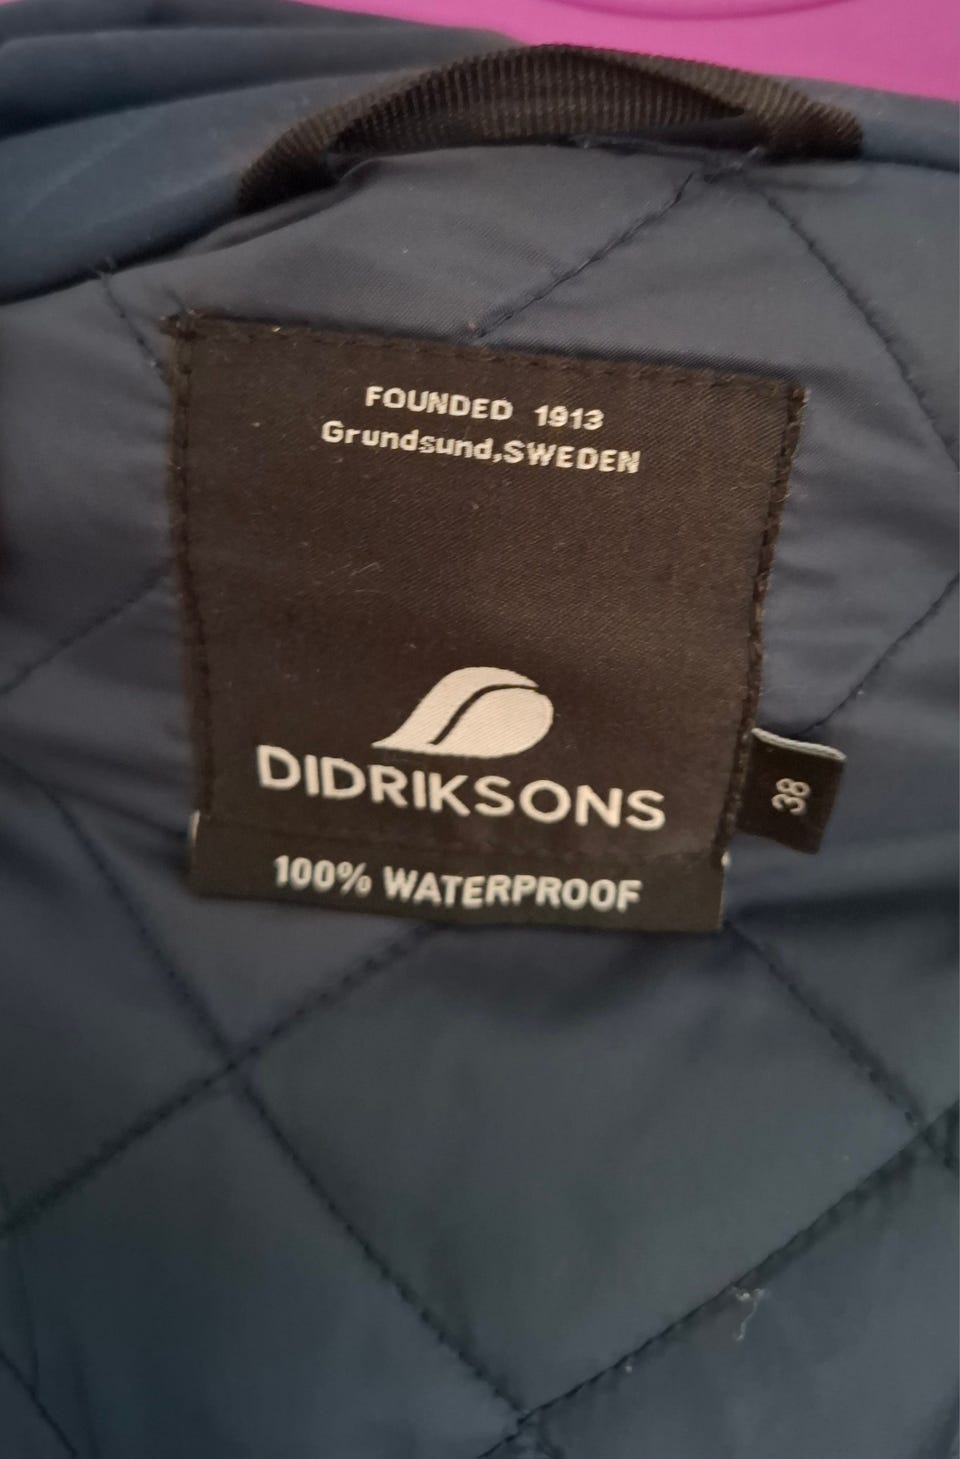 FOUNDED 1913
Grundsund,SWEDEN
DIDRIKSONS
38
100% WATERPROOF